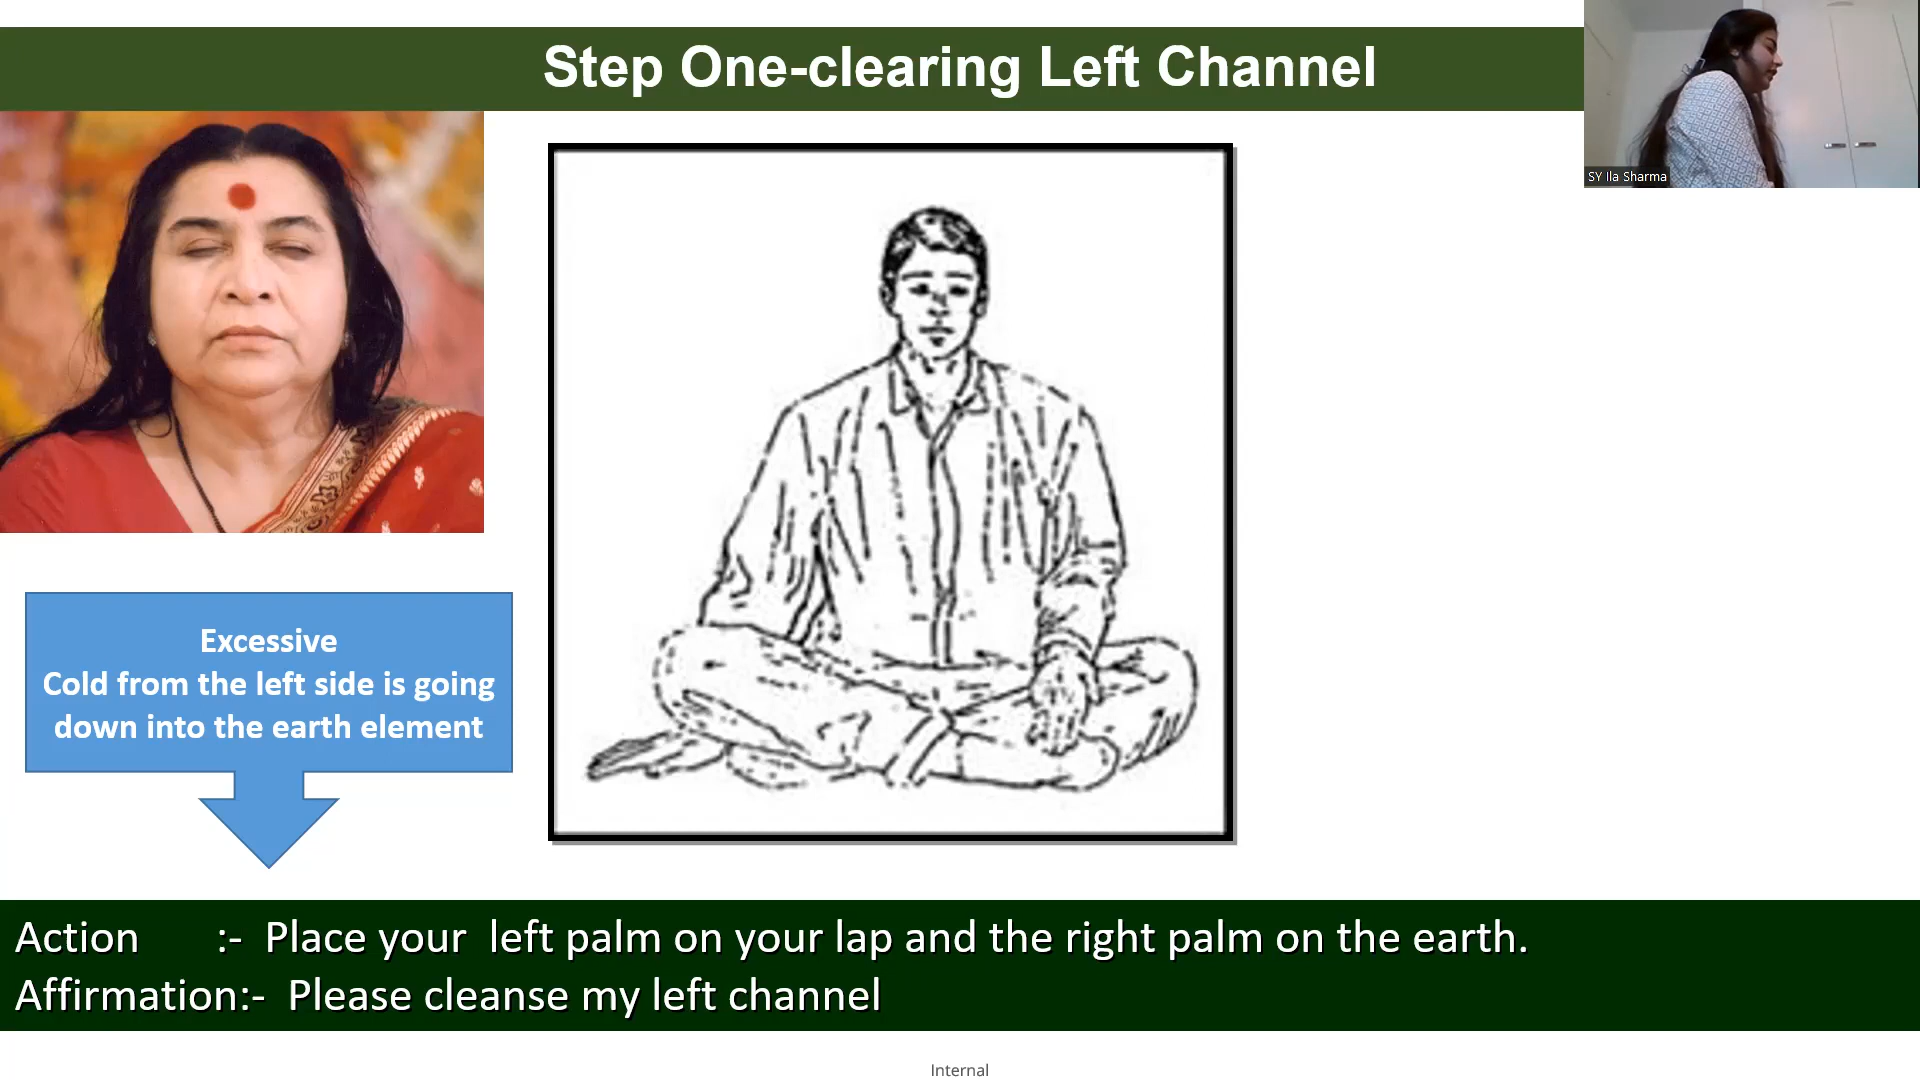 Step One-clearing Left Channel
SY Ila Sharma
Excessive
Cold from the left side is going
down into the earth element
Action :- Place your left palm on your lap and the right palm on the earth.
Affirmation:- Please cleanse my left channel
Internal